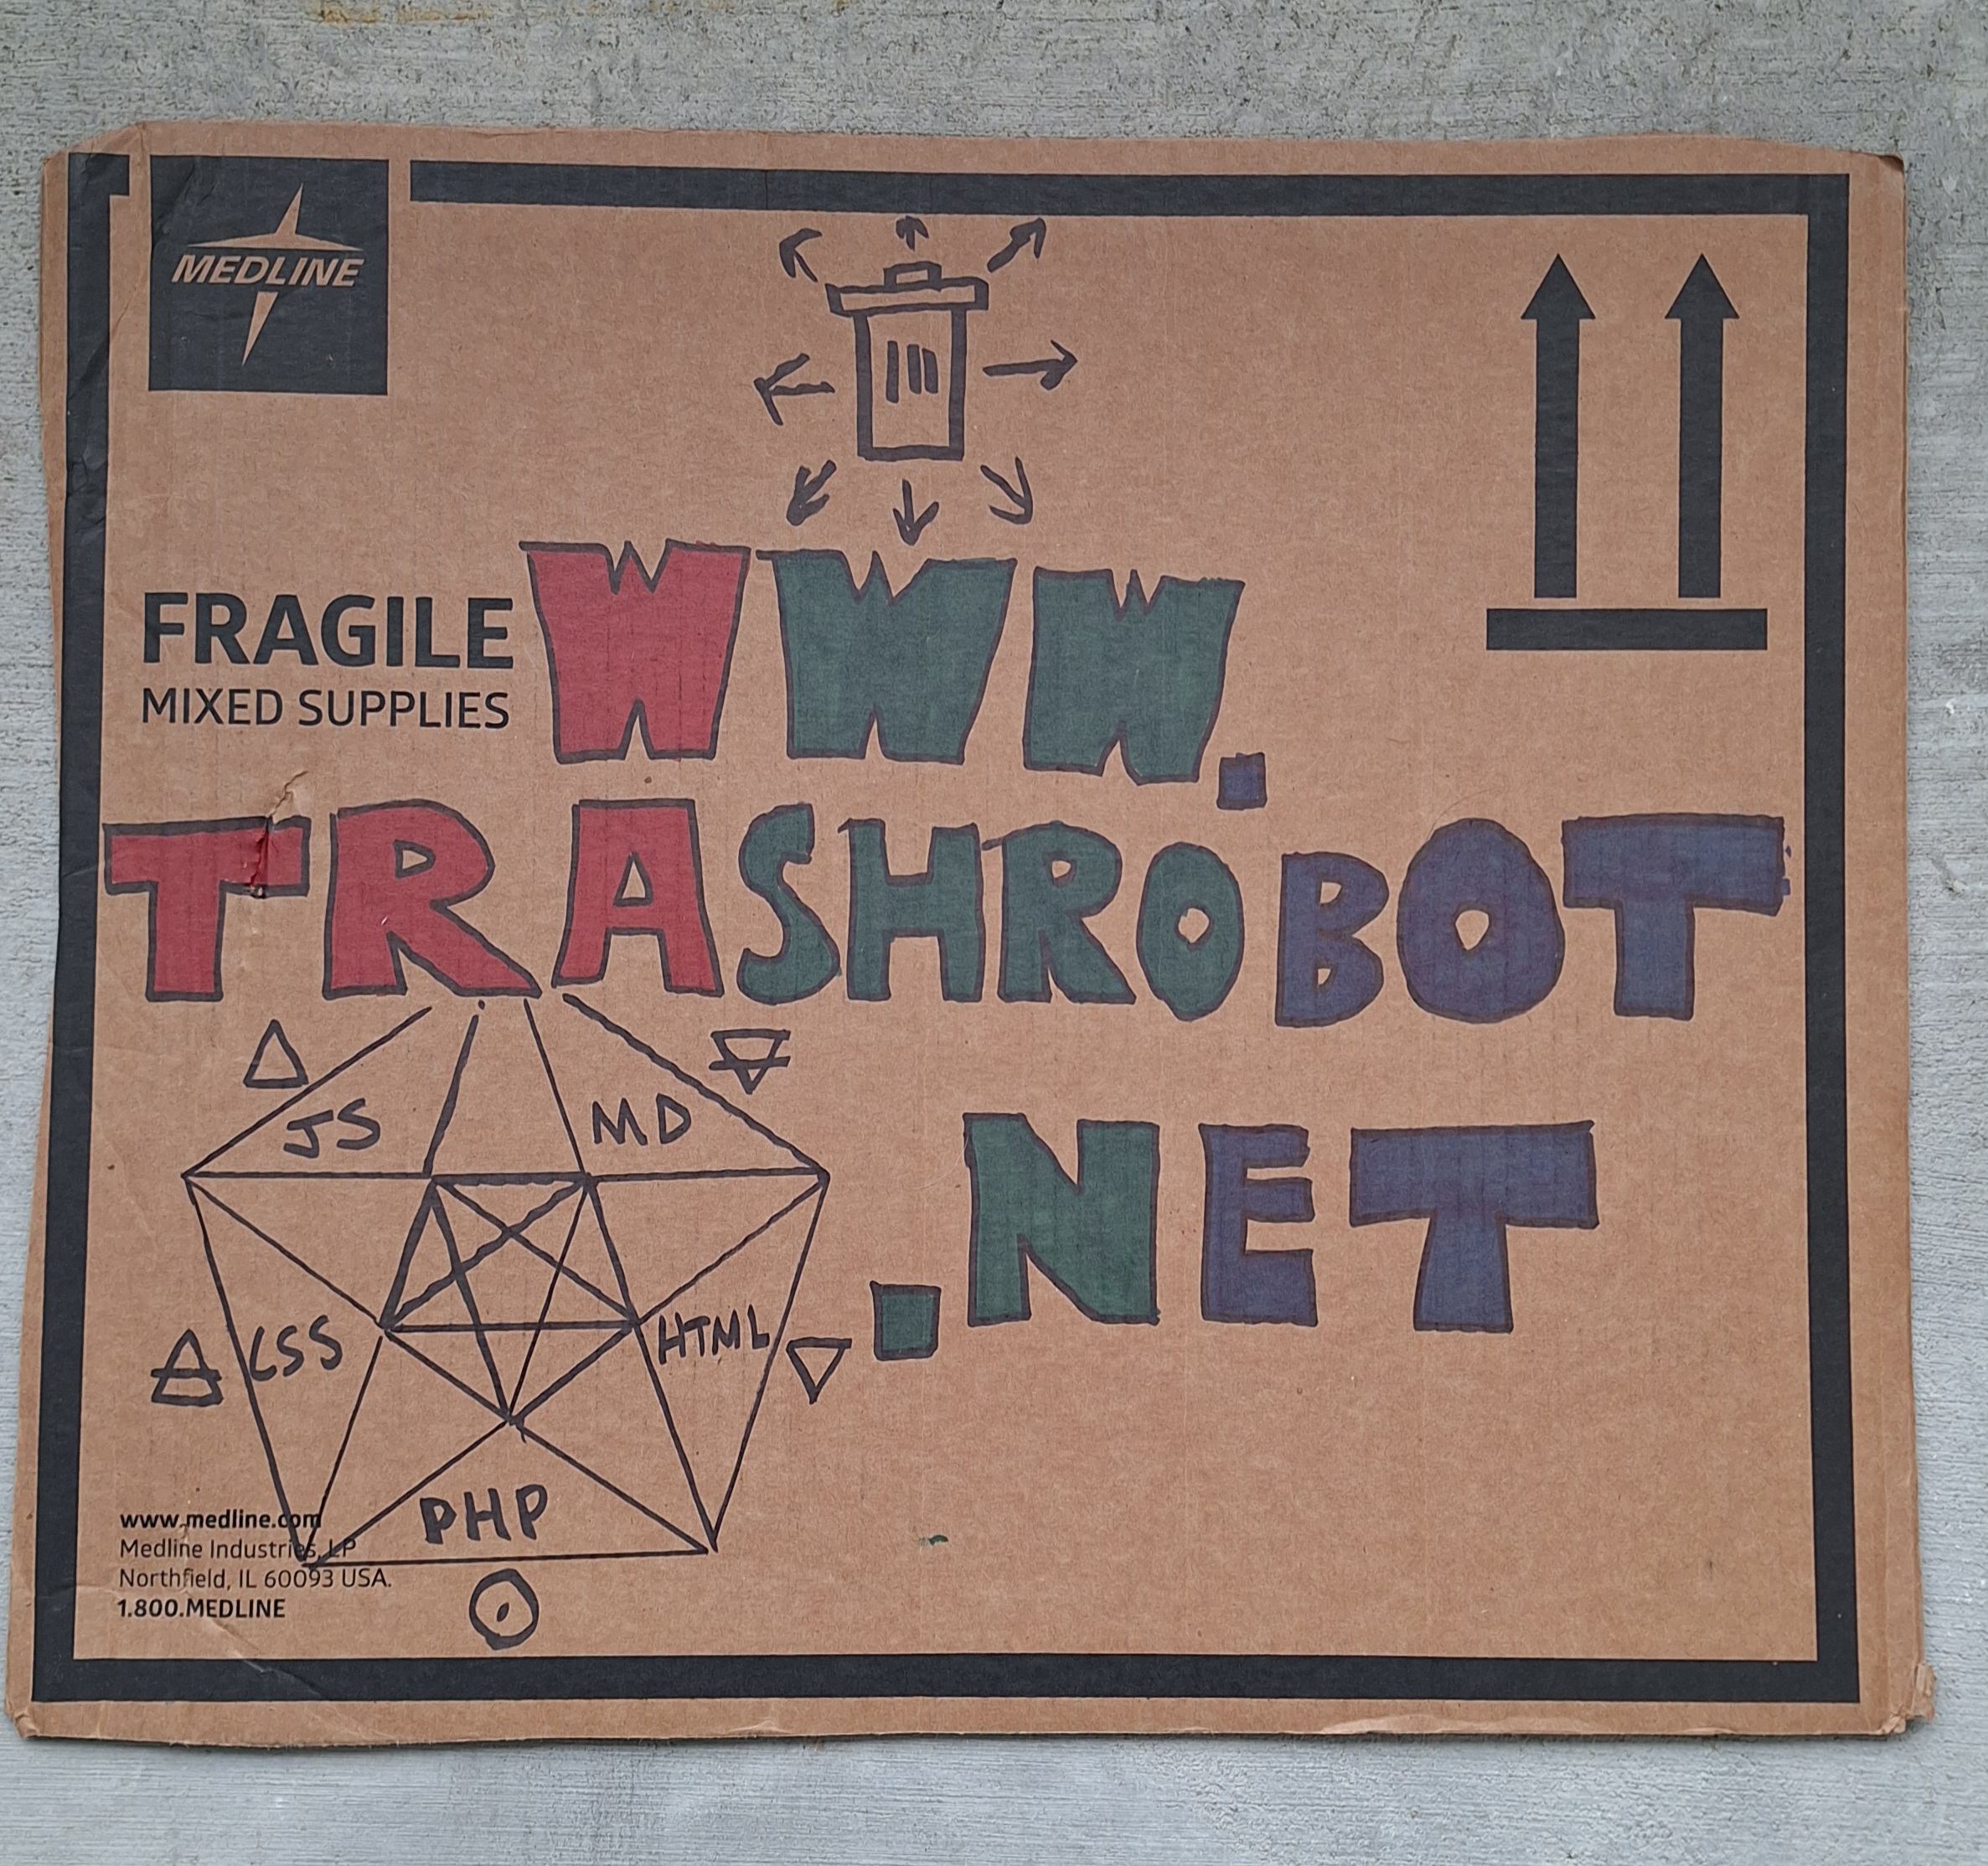 MEDLINE
FRAGILE
MIXED SUPPLIES
WWW.
TRASHROBOT
.NET
JS
MD
CSS
HTML
PHP
www.medline.com
Medline Industries, LP
Northfield, IL 60093 USA.
1.800.MEDLINE